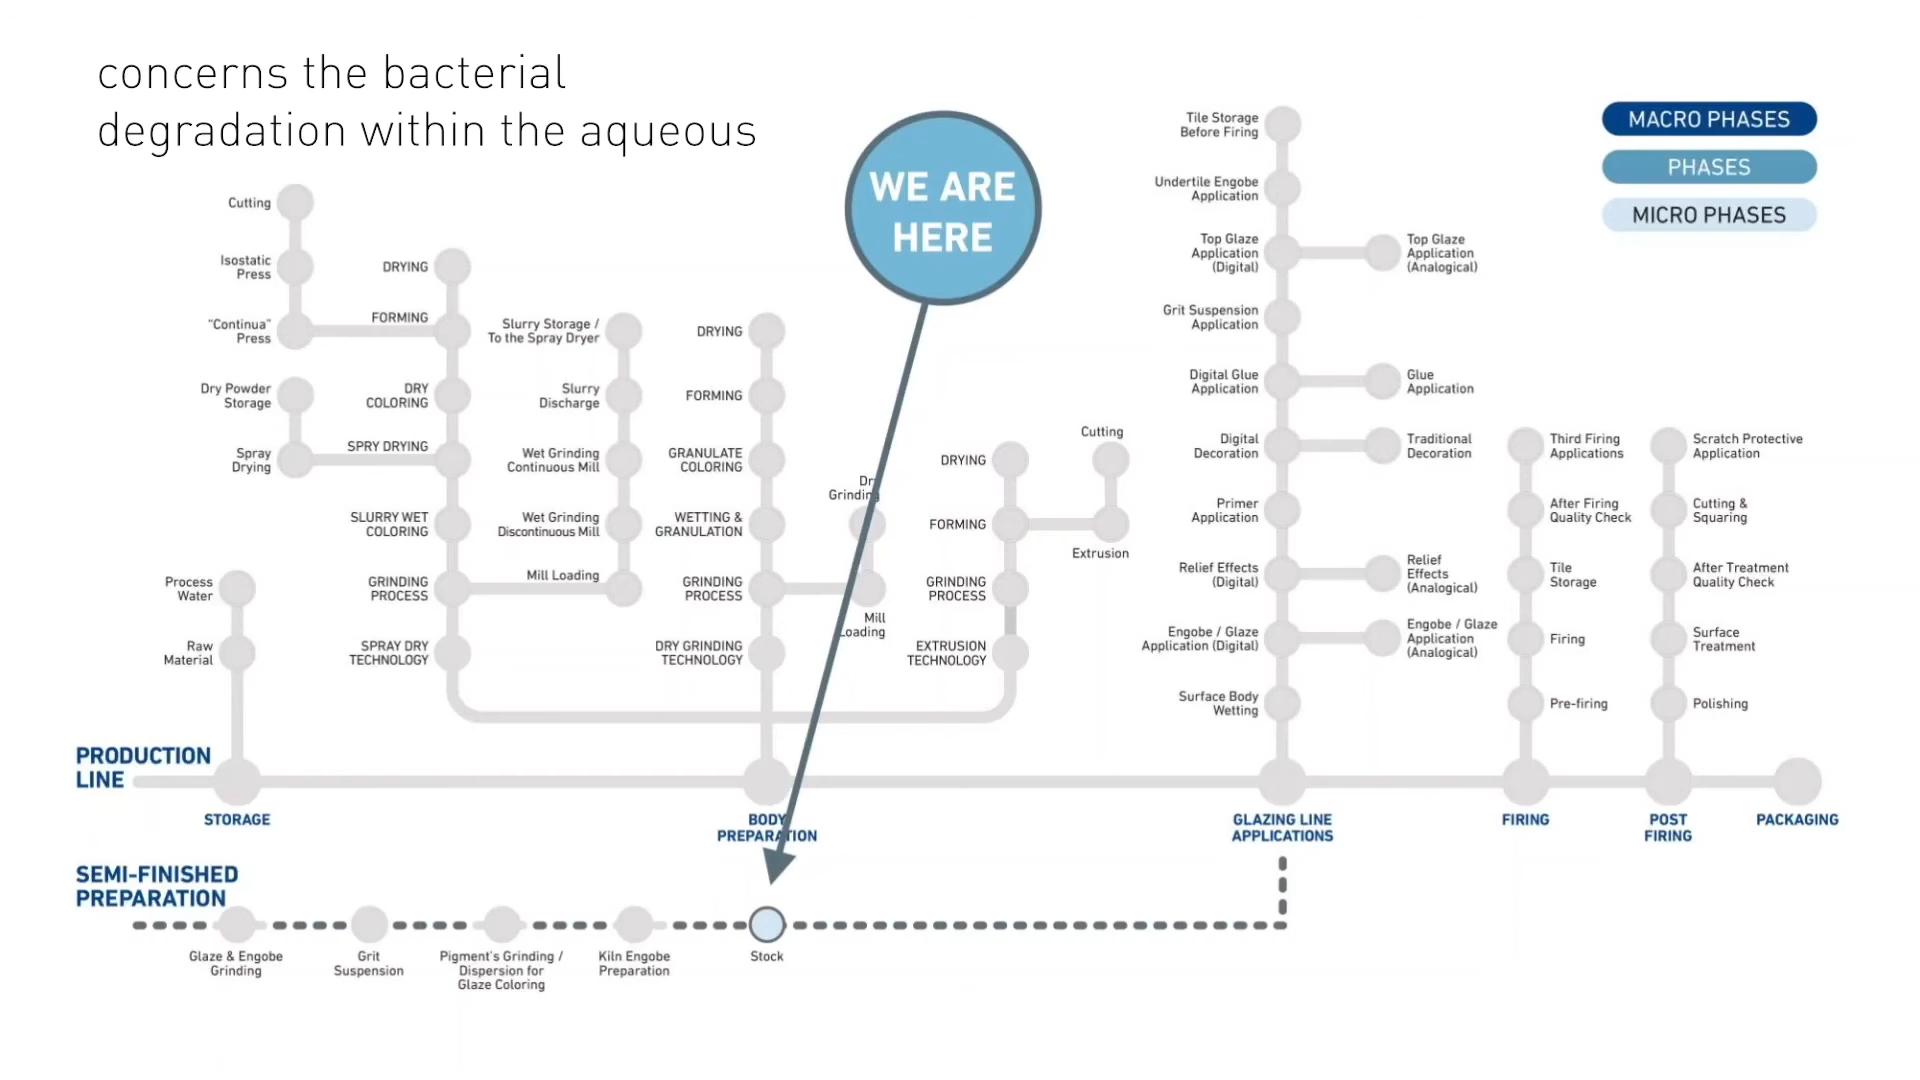 concerns the bacterial
degradation within the aqueous
WE ARE
HERE
MACRO PHASES
PHASES
MICRO PHASES
Cutting
Isostatic
Press
"Continua"
Press
Dry Powder
Storage
Spray
Drying
Process
Water
Raw
Material
DRYING
FORMING
DRY
COLORING
SPRY DRYING
SLURRY WET
COLORING
GRINDING
PROCESS
SPRAY DRY
TECHNOLOGY
Slurry Storage /
To the Spray Dryer
Slurry
Discharge
Wet Grinding
Continuous Mill
Wet Grinding
Discontinuous Mill
Mill Loading
DRYING
FORMING
GRANULATE
COLORING
WETTING &
GRANULATION
GRINDING
PROCESS
DRY GRINDING
TECHNOLOGY
Dry
Grinding
Mill
Loading
DRYING
FORMING
GRINDING
PROCESS
EXTRUSION
TECHNOLOGY
Cutting
Extrusion
Tile Storage
Before Firing
Undertile Engobe
Application
Top Glaze
Application
(Digital)
Top Glaze
Application
(Analogical)
Grit Suspension
Application
Digital Glue
Application
Glue
Application
Digital
Decoration
Traditional
Decoration
Primer
Application
Relief Effects
(Digital)
Relief
Effects
(Analogical)
Engobe / Glaze
Application (Digital)
Engobe / Glaze
Application
(Analogical)
Surface Body
Wetting
Third Firing
Applications
After Firing
Quality Check
Tile
Storage
Firing
Pre-firing
Scratch Protective
Application
Cutting &
Squaring
After Treatment
Quality Check
Surface
Treatment
Polishing
PRODUCTION
LINE
STORAGE
BODY
PREPARATION
GLAZING LINE
APPLICATIONS
FIRING
POST
FIRING
PACKAGING
SEMI-FINISHED
PREPARATION
Glaze & Engobe
Grinding
Grit
Suspension
Pigment's Grinding /
Dispersion for
Glaze Coloring
Kiln Engobe
Preparation
Stock